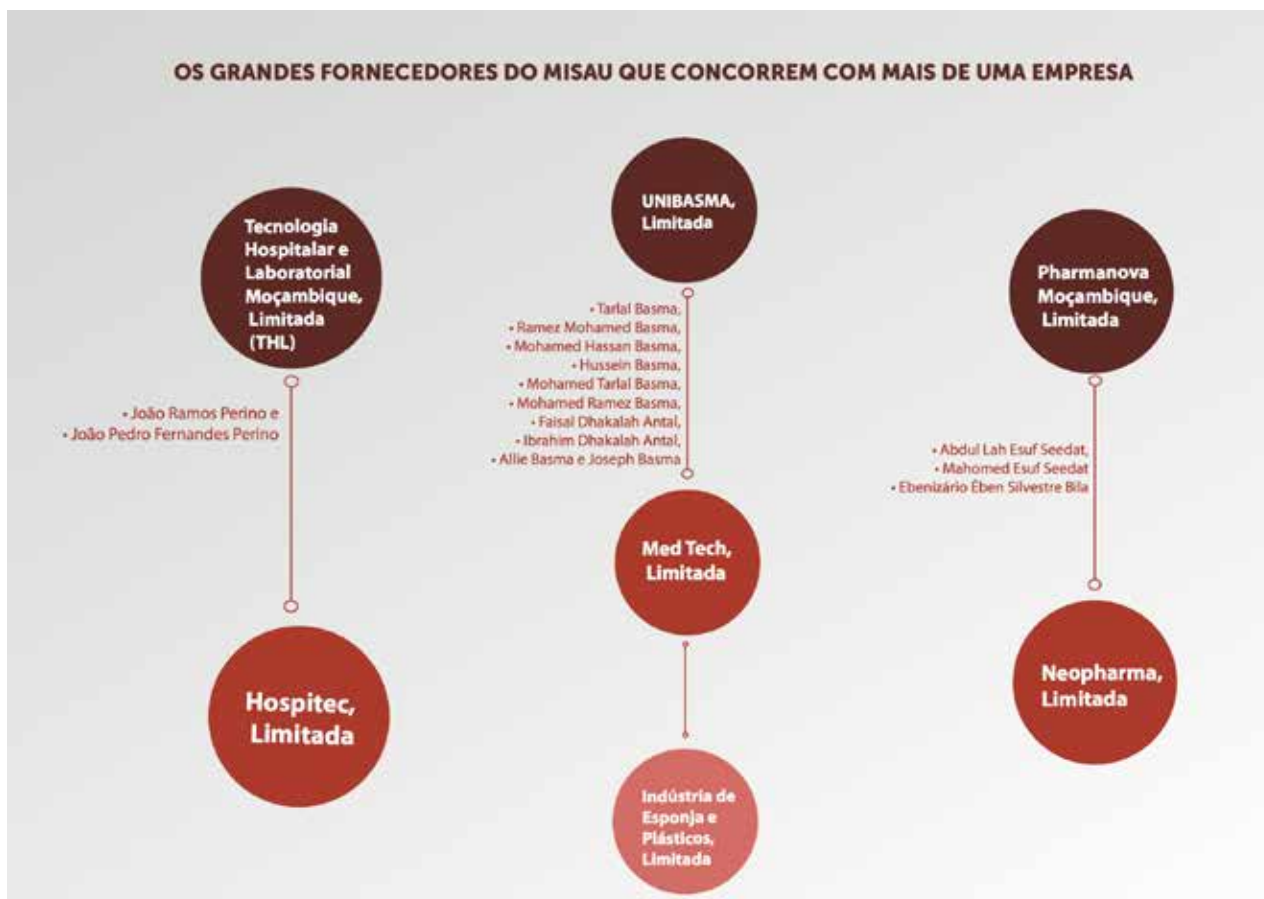 OS GRANDES FORNECEDORES DO MISAU QUE CONCORREM COM MAIS DE UMA EMPRESA
Tecnologia
Hospitalar e
Laboratorial
Moçambique,
Limitada
(THL)
• João Ramos Perino e
• João Pedro Fernandes Perino
Hospitec,
Limitada
UNIBASMA,
Limitada
• Tarlal Basma,
• Ramez Mohamed Basma,
• Mohamed Hassan Basma,
• Hussein Basma,
• Mohamed Tarlal Basma,
• Mohamed Ramez Basma,
• Faisal Dhakalah Antal,
• Ibrahim Dhakalah Antal,
• Allie Basma e Joseph Basma
Med Tech,
Limitada
Indústria de
Esponja e
Plásticos,
Limitada
Pharmanova
Moçambique,
Limitada
• Abdul Lah Esuf Seedat,
• Mahomed Esuf Seedat
• Ebenizário Ében Silvestre Bila
Neopharma,
Limitada